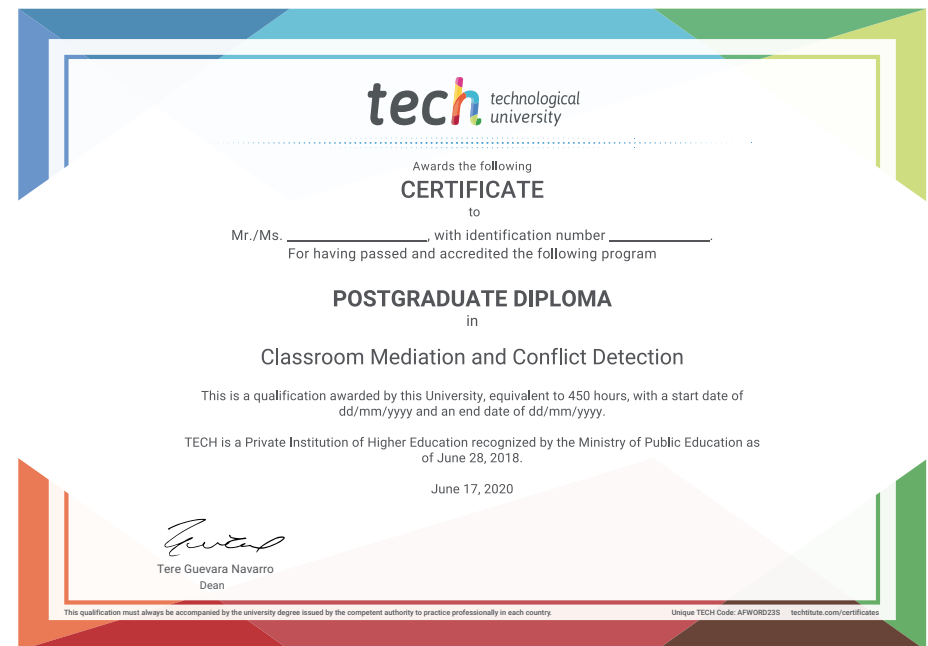 tech technological
university
Awards the following
CERTIFICATE
to
Mr./Ms. ____________________, with identification number ______________.
For having passed and accredited the following program
POSTGRADUATE DIPLOMA
in
Classroom Mediation and Conflict Detection
This is a qualification awarded by this University, equivalent to 450 hours, with a start date of
dd/mm/yyyy and an end date of dd/mm/yyyy.
TECH is a Private Institution of Higher Education recognized by the Ministry of Public Education as
of June 28, 2018.
June 17, 2020
Tere Guevara Navarro
Dean
This qualification must always be accompanied by the university degree issued by the competent authority to practice professionally in each country. Unique TECH Code: AFWORD23S techtitute.com/certificates